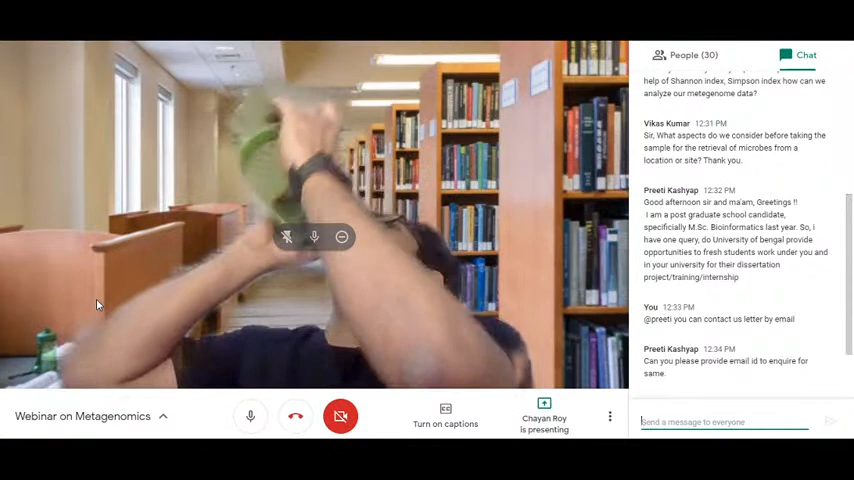 People (30)
Chat
help of Shannon index, Simpson index how can we
analyze our metegenome data?
Vikas Kumar 12:31 PM
Sir, What aspects do we consider before taking the
sample for the retrieval of microbes from a
location or site? Thank you.
Preeti Kashyap 12:32 PM
Good afternoon sir and ma'am, Greetings !!
I am a post graduate school candidate,
specificially M.Sc. Bioinformatics last year. So, i
have one query, do University of bengal provide
opportunities to fresh students work under you and
in your university for their dissertation
project/training/internship
You 12:33 PM
@preeti you can contact us letter by email
Preeti Kashyap 12:34 PM
Can you please provide email id to enquire for
same.
Send a message to everyone
Webinar on Metagenomics
Turn on captions
Chayan Roy
is presenting